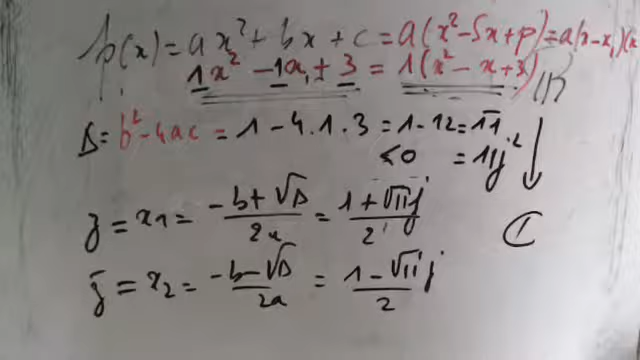 p(x) = ax² + bx + c = a(x² - Sx + p) = a(x - x₁)(x
1x² - 1x + 3 = 1(x² - x + 3)
Δ = b² - 4ac = 1 - 4.1.3 = 1 - 12 = -11
<0 = 11j²
z = x₁ = (-b + √Δ)/2a = (1 + √11 j)/2
z̄ = x₂ = (-b - √Δ)/2a = (1 - √11 j)/2